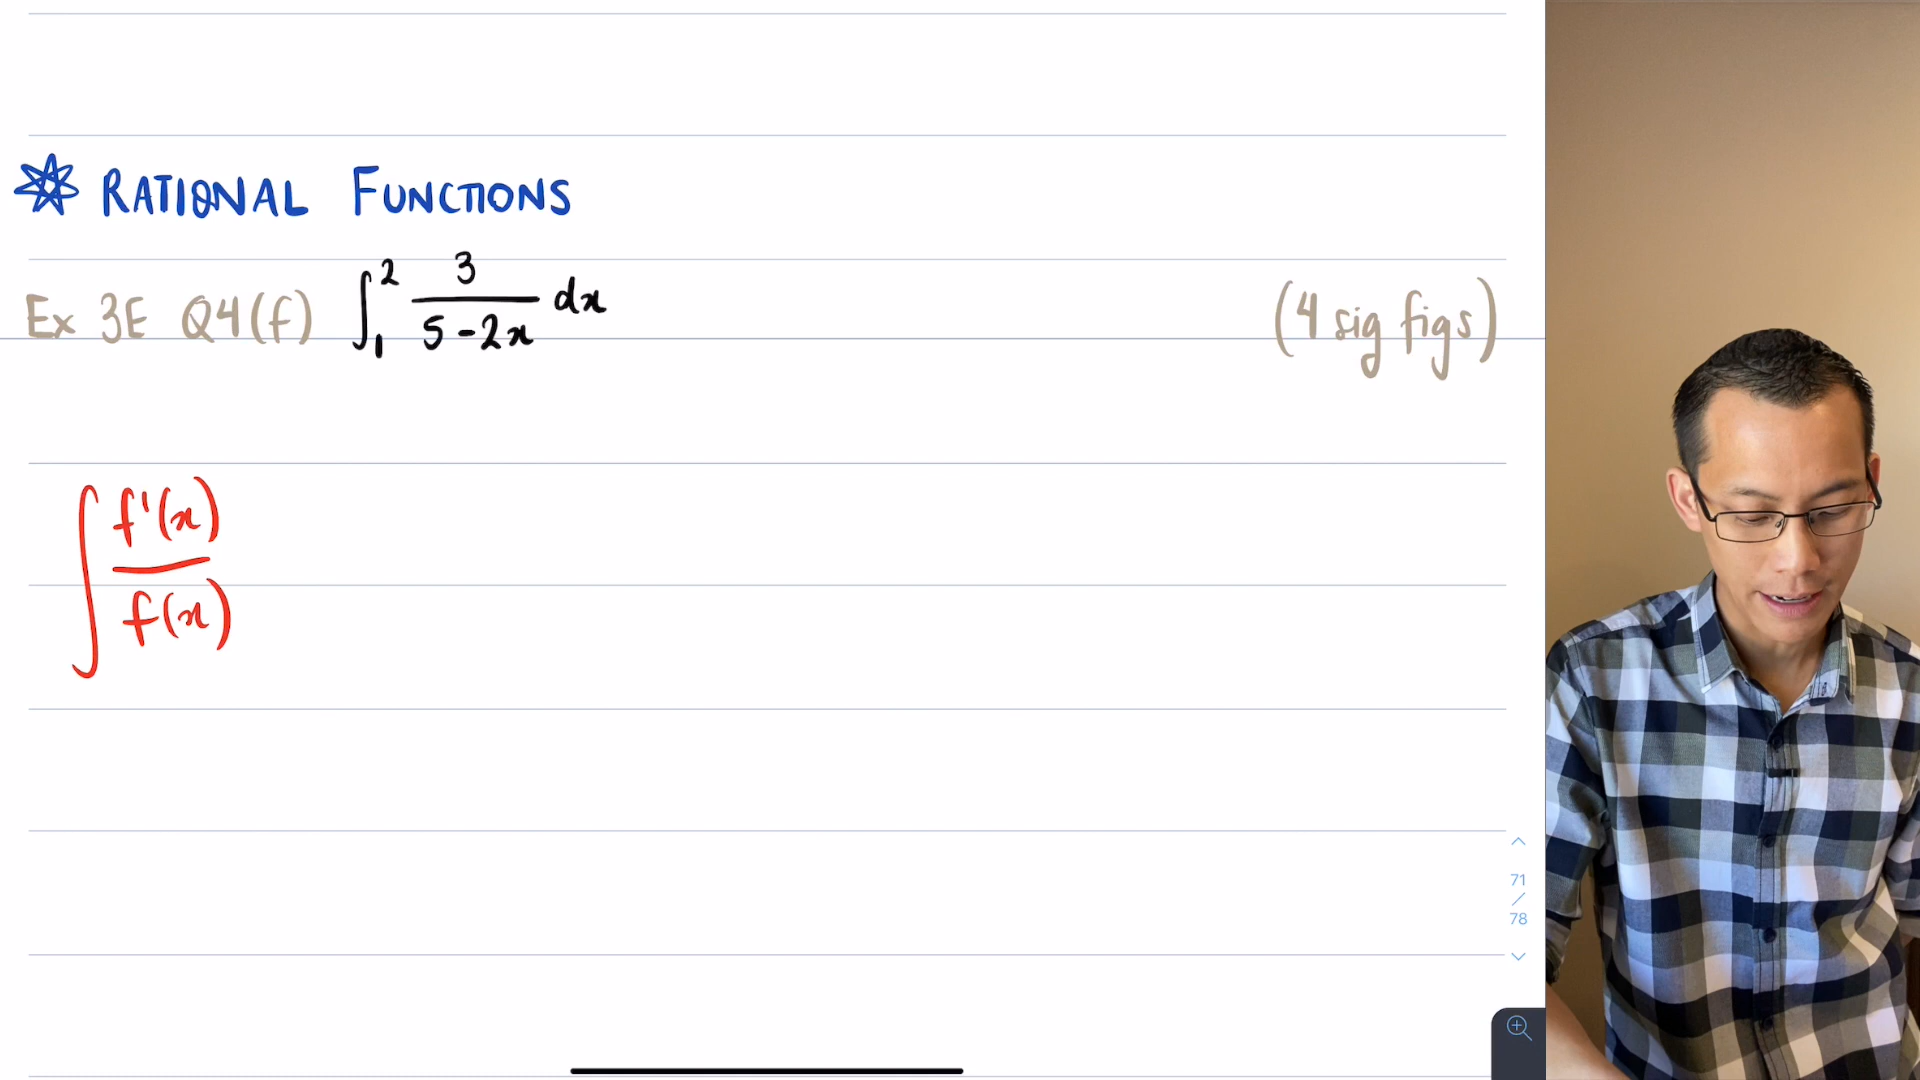 RATIONAL FUNCTIONS
Ex 3E Q4(f) ∫₁² 3/(5-2x) dx (4 sig figs)
∫ f'(x)/f(x)
71
/
78